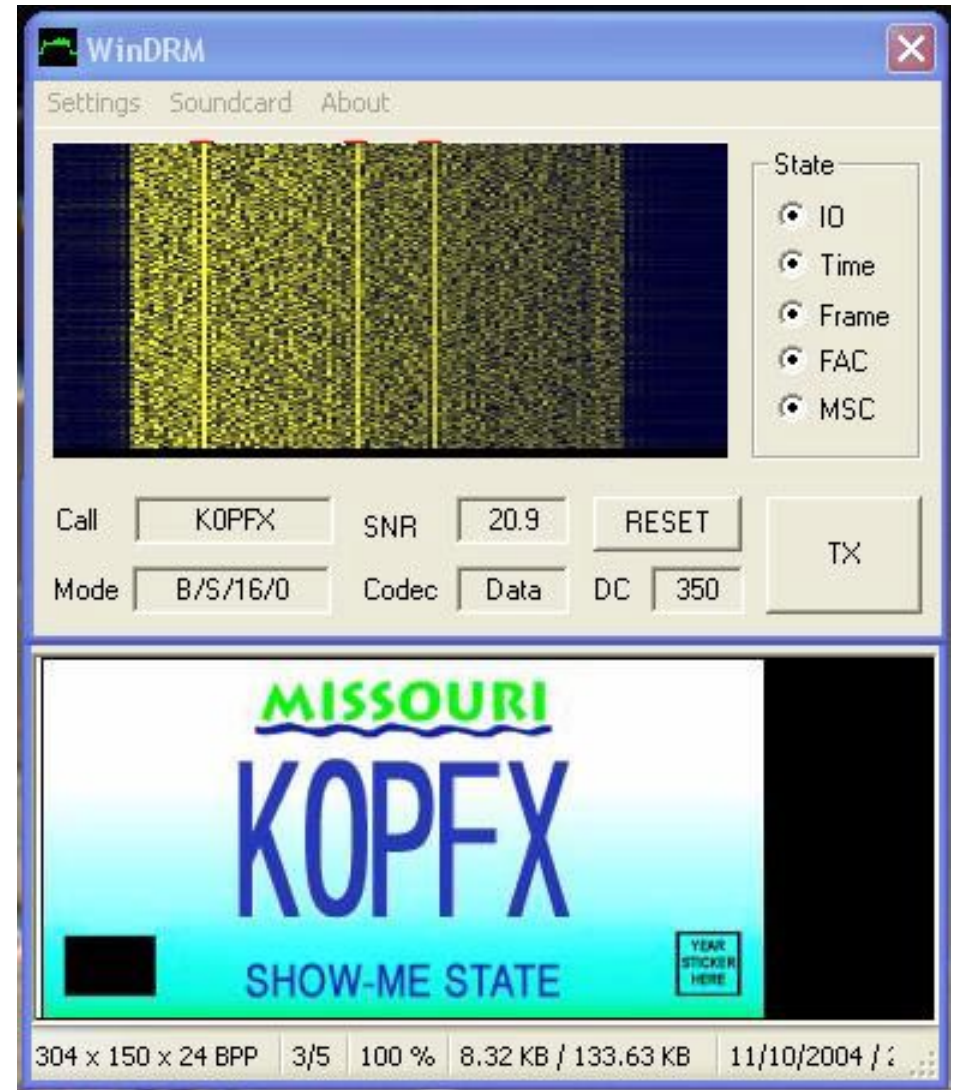 WinDRM
Settings Soundcard About
State
IO
Time
Frame
FAC
MSC
Call K0PFX SNR 20.9 RESET
TX
Mode B/S/16/0 Codec Data DC 350
MISSOURI
K0PFX
YEAR
STICKER
HERE
SHOW-ME STATE
304 x 150 x 24 BPP 3/5 100 % 8.32 KB / 133.63 KB 11/10/2004 /